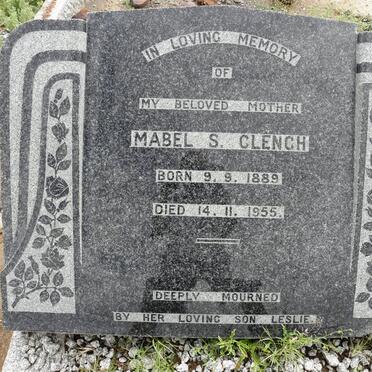 IN LOVING MEMORY
OF
MY BELOVED MOTHER
MABEL S. CLENCH
BORN 9. 9. 1889
DIED 14. 11. 1955.
DEEPLY MOURNED
BY HER LOVING SON LESLIE.